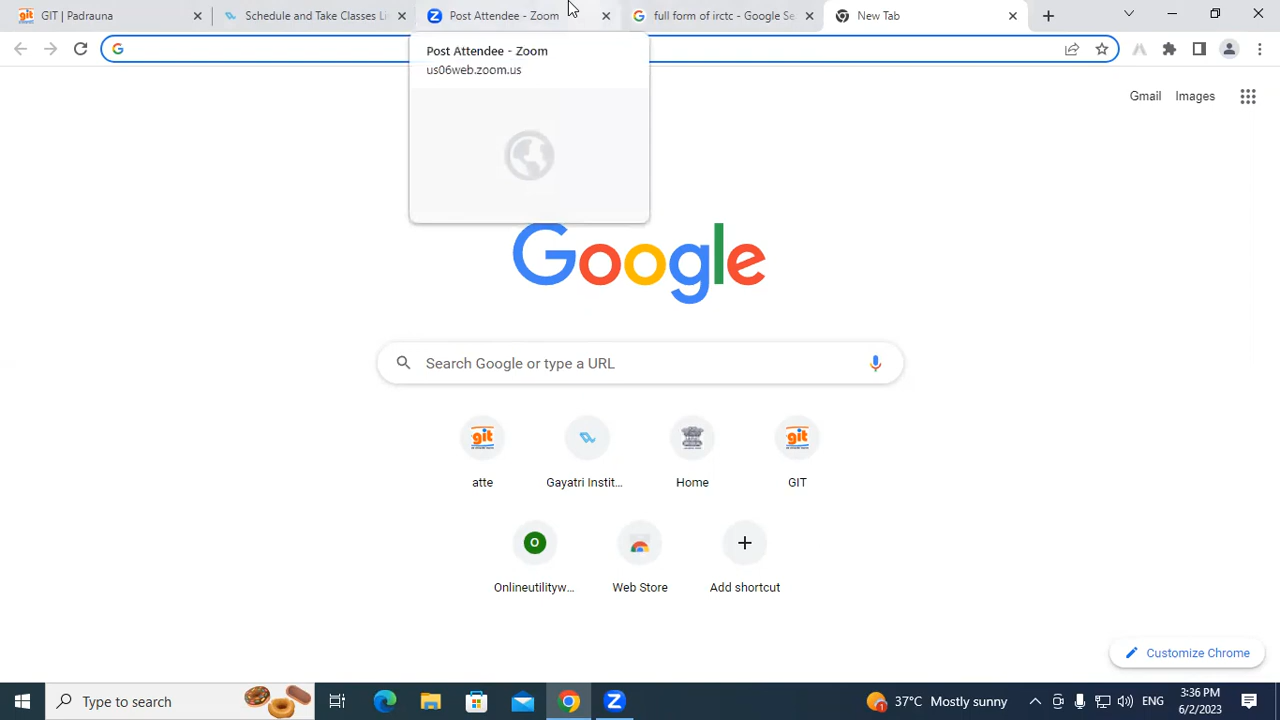 GIT | Padrauna
Schedule and Take Classes Li
Post Attendee - Zoom
full form of irctc - Google Se
New Tab
Post Attendee - Zoom
us06web.zoom.us
Gmail
Images
Google
Search Google or type a URL
git
git
atte
Gayatri Instit...
Home
GIT
O
Onlineutilityw...
Web Store
Add shortcut
Customize Chrome
Type to search
37°C Mostly sunny
ENG
3:36 PM
6/2/2023